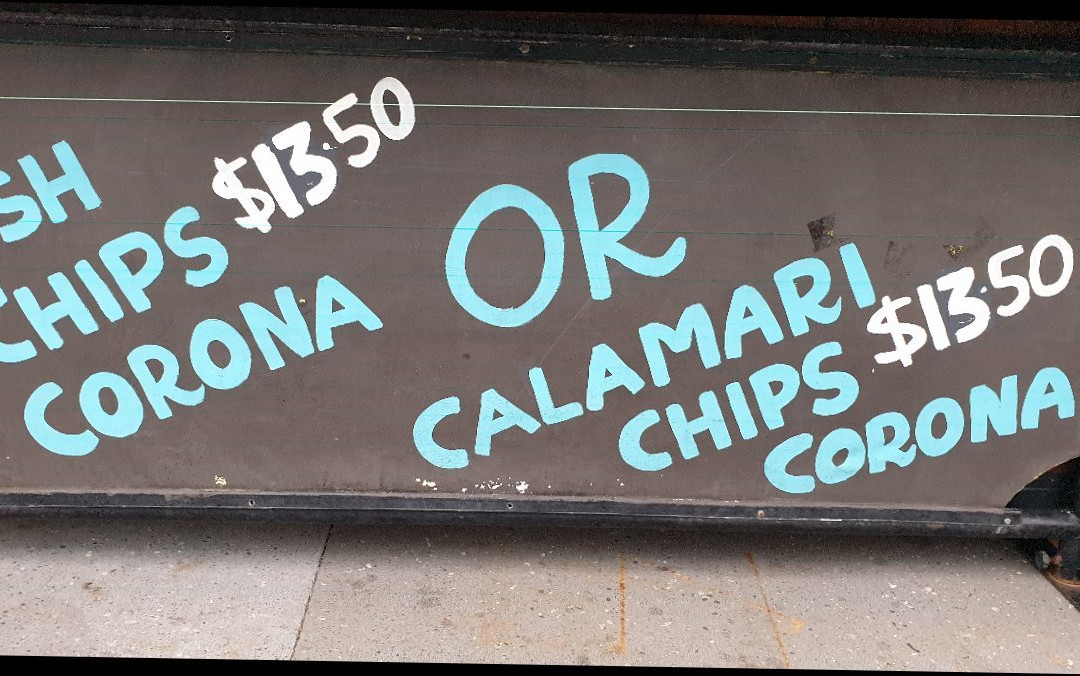 SH $13.50
CHIPS
CORONA
OR
CALAMARI
CHIPS $13.50
CORONA